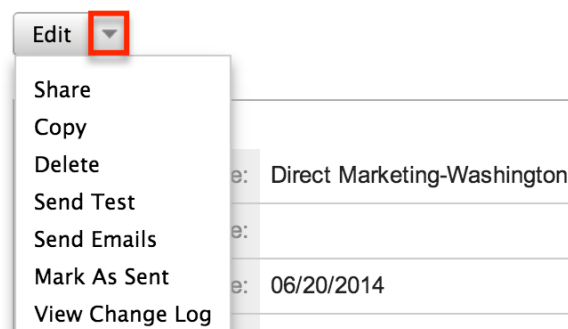 Edit
Share
Copy
Delete
e: Direct Marketing-Washington
Send Test
Send Emails
e:
Mark As Sent
e: 06/20/2014
View Change Log